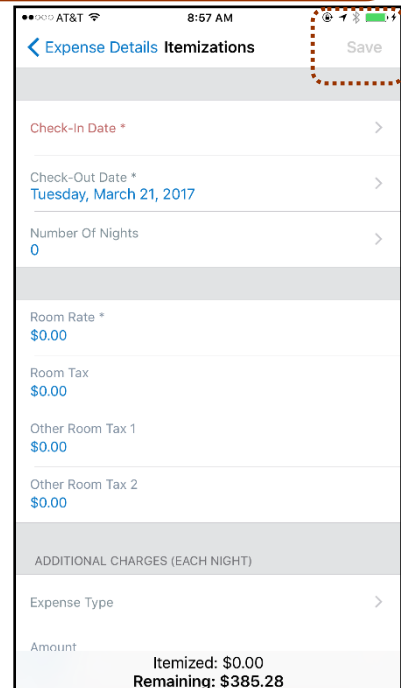 AT&T 8:57 AM
Expense Details Itemizations Save
Check-In Date *
Check-Out Date *
Tuesday, March 21, 2017
Number Of Nights
0
Room Rate *
$0.00
Room Tax
$0.00
Other Room Tax 1
$0.00
Other Room Tax 2
$0.00
ADDITIONAL CHARGES (EACH NIGHT)
Expense Type
Amount
Itemized: $0.00
Remaining: $385.28